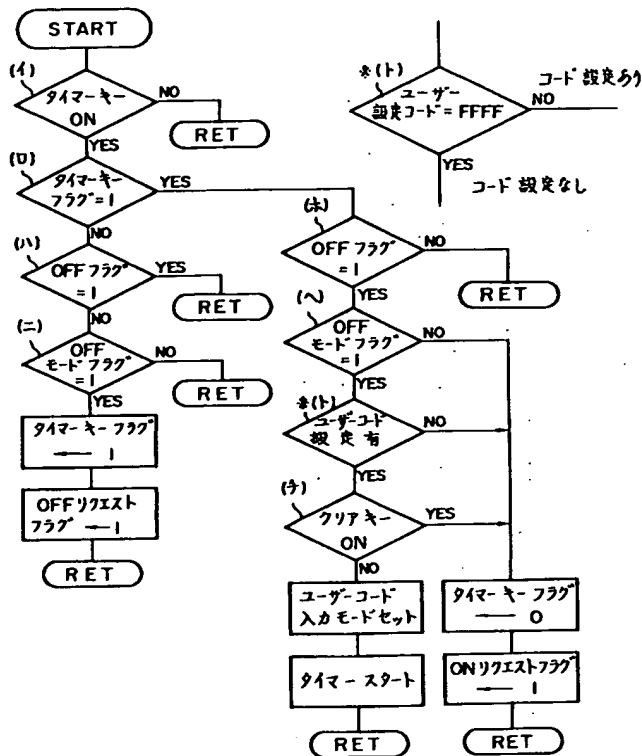 START
(イ)
タイマーキー
ON
NO
RET
YES
(ロ)
タイマーキー
フラグ=1
YES
NO
(ハ)
OFFフラグ
=1
YES
RET
NO
(ニ)
OFF
モードフラグ
=1
NO
RET
YES
タイマーキーフラグ
← 1
OFFリクエスト
フラグ ←1
RET
※(ト)
ユーザー
設定コード=FFFF
NO
コード設定あり
YES
コード設定なし
(ホ)
OFFフラグ
=1
NO
RET
YES
(ヘ)
OFF
モードフラグ
=1
NO
YES
※(ト)
ユーザーコード
設定有
NO
YES
(チ)
クリアキー
ON
YES
NO
ユーザーコード
入力モードセット
タイマースタート
RET
タイマーキーフラグ
← 0
ONリクエストフラグ
← 1
RET